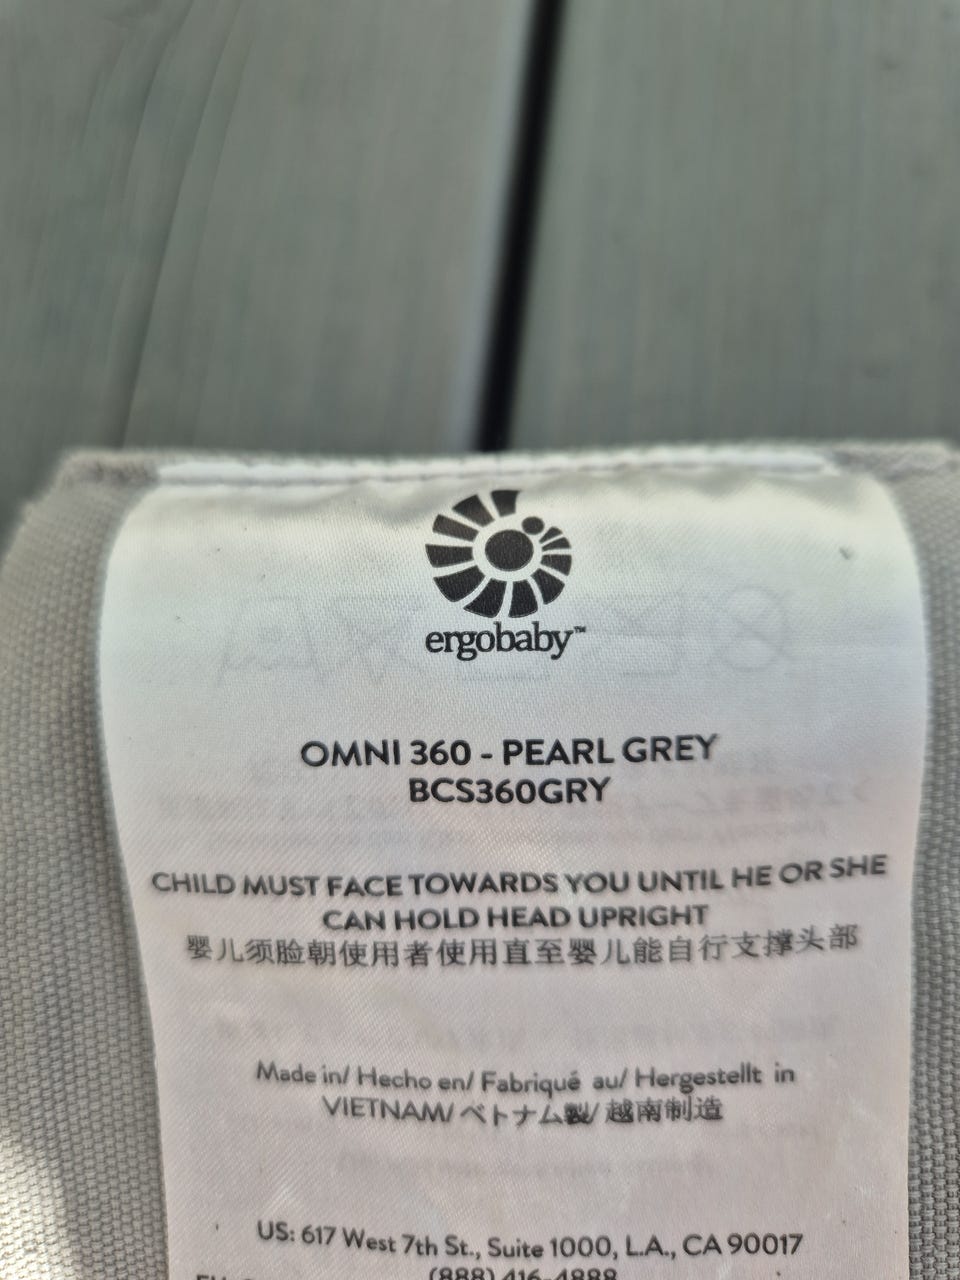 ergobaby™
OMNI 360 - PEARL GREY
BCS360GRY
CHILD MUST FACE TOWARDS YOU UNTIL HE OR SHE
CAN HOLD HEAD UPRIGHT
婴儿须脸朝使用者使用直至婴儿能自行支撑头部
Made in/ Hecho en/ Fabriqué au/ Hergestellt in
VIETNAM/ベトナム製/越南制造
US: 617 West 7th St., Suite 1000, L.A., CA 90017
(888) 416-4888